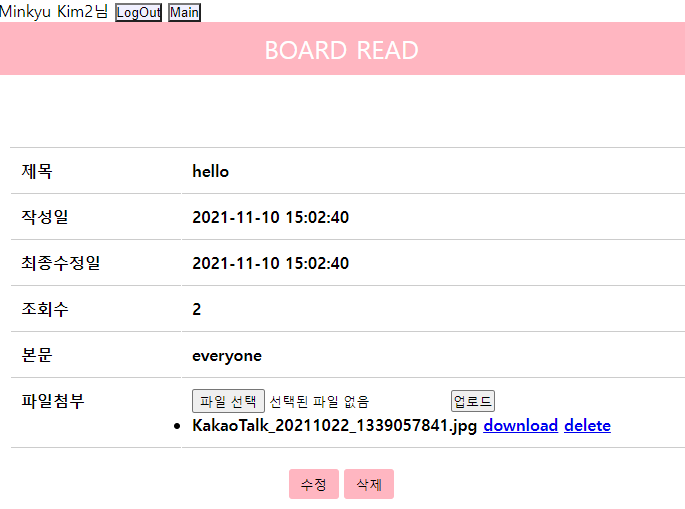 Minkyu Kim2님 LogOut Main
BOARD READ
제목 hello
작성일 2021-11-10 15:02:40
최종수정일 2021-11-10 15:02:40
조회수 2
본문 everyone
파일첨부 파일 선택 선택된 파일 없음 업로드
KakaoTalk_20211022_1339057841.jpg download delete
수정 삭제